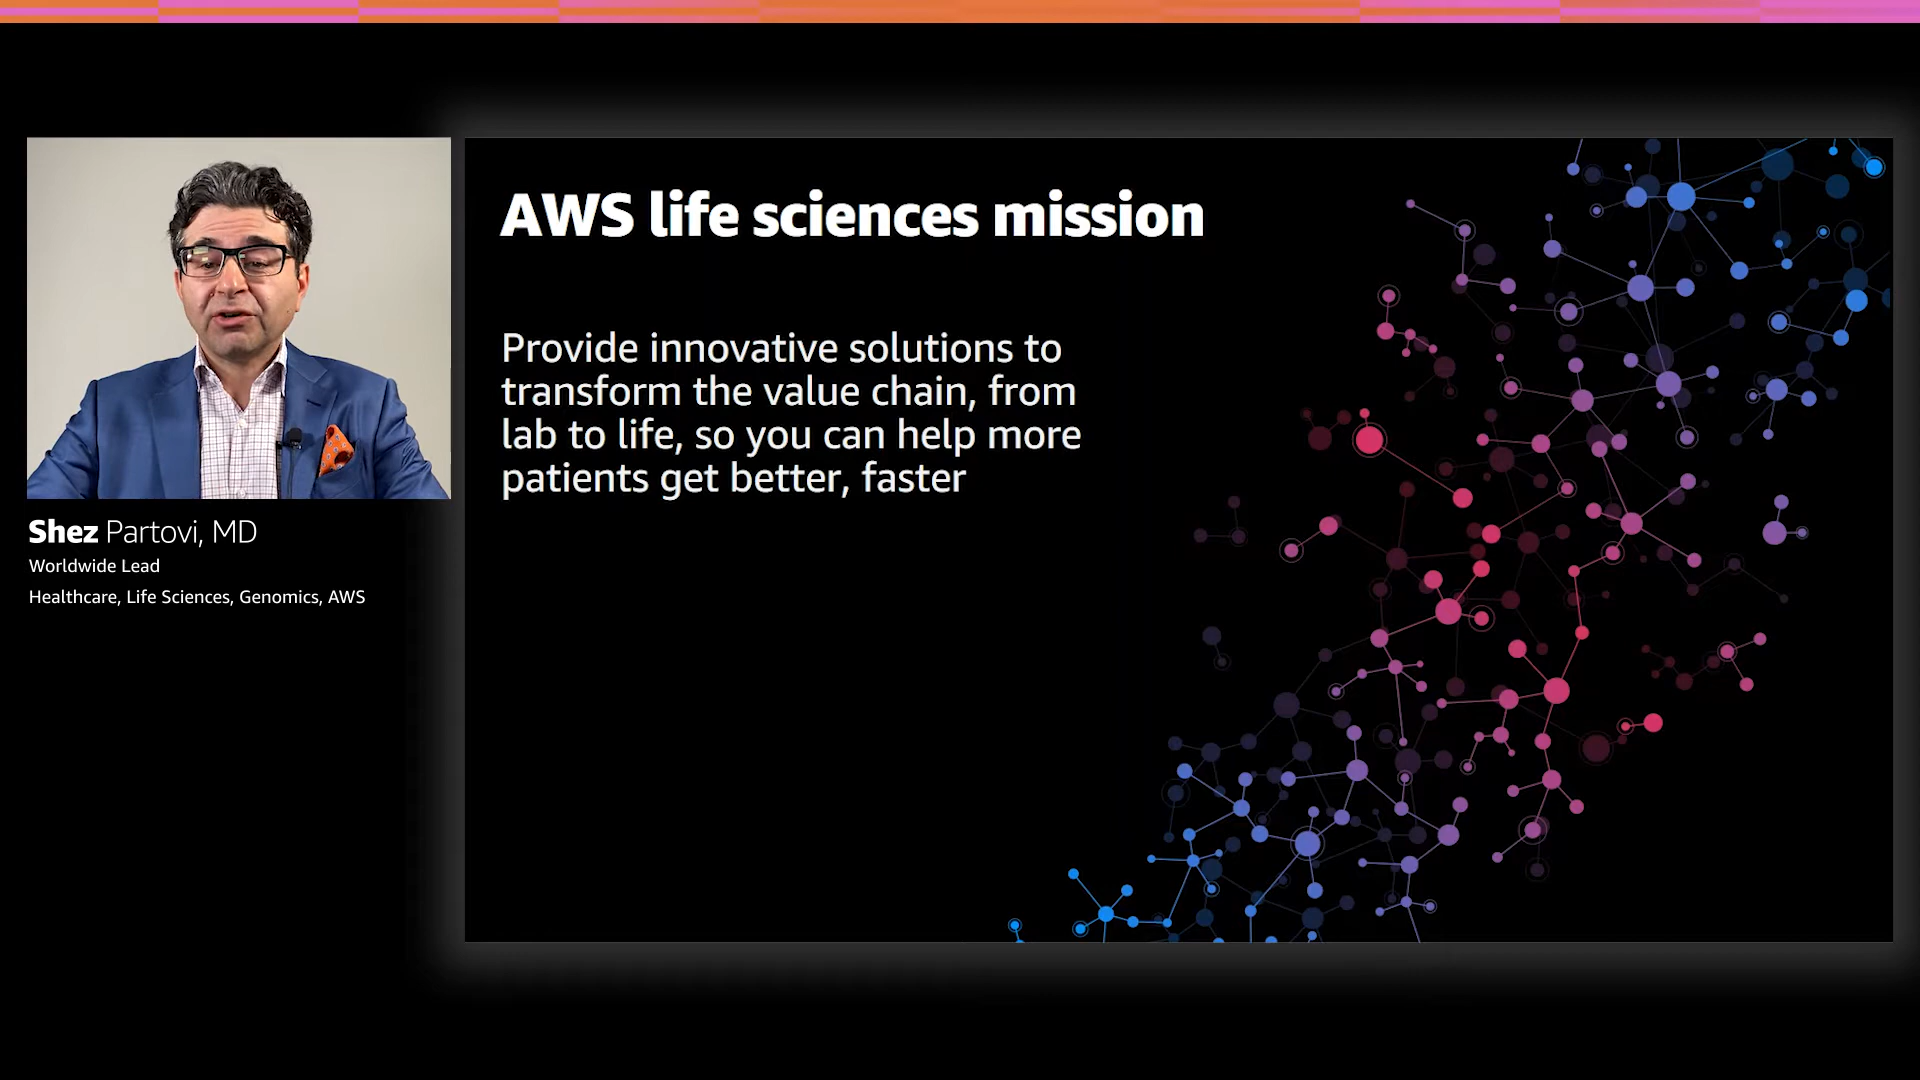 AWS life sciences mission
Provide innovative solutions to
transform the value chain, from
lab to life, so you can help more
patients get better, faster
Shez Partovi, MD
Worldwide Lead
Healthcare, Life Sciences, Genomics, AWS